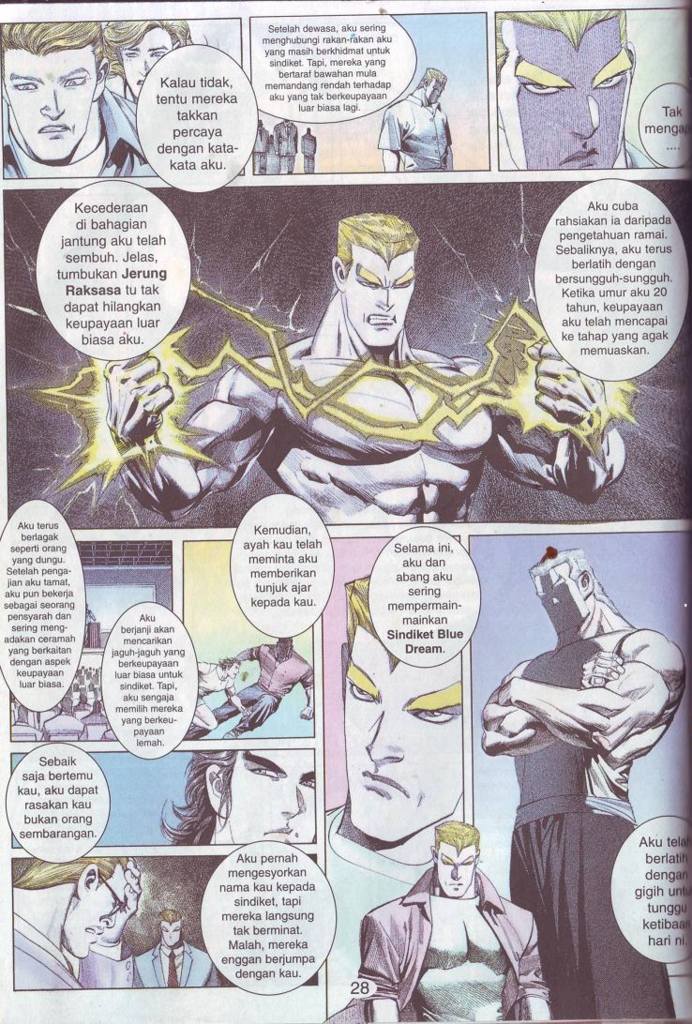 Kalau tidak,
tentu mereka
takkan
percaya
dengan kata-
kata aku.
Setelah dewasa, aku sering
menghubungi rakan-rakan aku
yang masih berkhidmat untuk
sindiket. Tapi, mereka yang
bertaraf bawahan mula
memandang rendah terhadap
aku yang tak berkeupayaan
luar biasa lagi.
Tak
....
Kecederaan
di bahagian
jantung aku telah
sembuh. Jelas,
tumbukan Jerung
Raksasa tu tak
dapat hilangkan
keupayaan luar
biasa aku.
Aku cuba
rahsiakan ia daripada
pengetahuan ramai.
Sebaliknya, aku terus
berlatih dengan
bersungguh-sungguh.
Ketika umur aku 20
tahun, keupayaan
aku telah mencapai
ke tahap yang agak
memuaskan.
Aku terus
berlagak
seperti orang
yang dungu.
Setelah penga-
jian aku tamat,
aku pun bekerja
sebagai seorang
pensyarah dan
sering meng-
adakan ceramah
yang berkaitan
dengan aspek
keupayaan
luar biasa.
Aku
berjanji akan
mencarikan
jaguh-jaguh yang
berkeupayaan luar
biasa untuk
sindiket. Tapi,
aku sengaja
memilih mereka
yang berkeu-
payaan
lemah.
Kemudian,
ayah kau telah
meminta aku
memberikan
tunjuk ajar
kepada kau.
Selama ini,
aku dan
abang aku
sering
mempermain-
mainkan
Sindiket Blue
Dream.
Sebaik
saja bertemu
kau, aku dapat
rasakan kau
bukan orang
sembarangan.
Aku pernah
mengesyorkan
nama kau kepada
sindiket, tapi
mereka langsung
tak berminat.
Malah, mereka
enggan berjumpa
dengan kau.
Aku
berlatih
dengan
gigih
tunggu
hari ni.
28